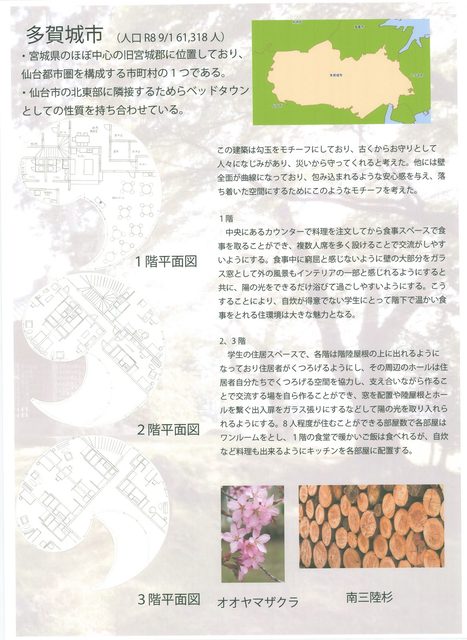 多賀城市 （人口 R8 9/1 61,318 人）
・宮城県のほぼ中心の旧宮城郡に位置しており、
仙台都市圏を構成する市町村の１つである。
・仙台市の北東部に隣接するためらベッドタウン
としての性質を持ち合わせている。
この建築は勾玉をモチーフにしており、古くからお守りとして
人々になじみがあり、災いから守ってくれると考えた。他には壁
全面が曲線になっており、包み込まれるような安心感を与え、落
ち着いた空間にするためにこのようなモチーフを考えた。
１階
中央にあるカウンターで料理を注文してから食事スペースで食
事を取ることができ、複数人席を多く設けることで交流がしやす
いようにする。食事中に窮屈と感じないように壁の大部分をガラ
ス窓として外の風景もインテリアの一部と感じれるようにすると
共に、陽の光をできるだけ浴びて過ごしやすいようにする。こう
することにより、自炊が得意でない学生にとって階下で温かい食
事をとれる住環境は大きな魅力となる。
2、3 階
学生の住居スペースで、各階は階陸屋根の上に出れるように
なっており住居者がくつろげるようにし、その周辺のホールは住
居者自分たちでくつろげる空間を協力し、支え合いながら作るこ
とで交流する場を自ら作ることができ、窓を配置や陸屋根とホー
ルを繋ぐ出入扉をガラス張りにするなどして陽の光を取り入れら
れるようにする。８人程度が住むことができる部屋数で各部屋は
ワンルームをとし、１階の食堂で暖かいご飯は食べれるが、自炊
など料理も出来るようにキッチンを各部屋に配置する。
１階平面図
２階平面図
３階平面図
オオヤマザクラ
南三陸杉